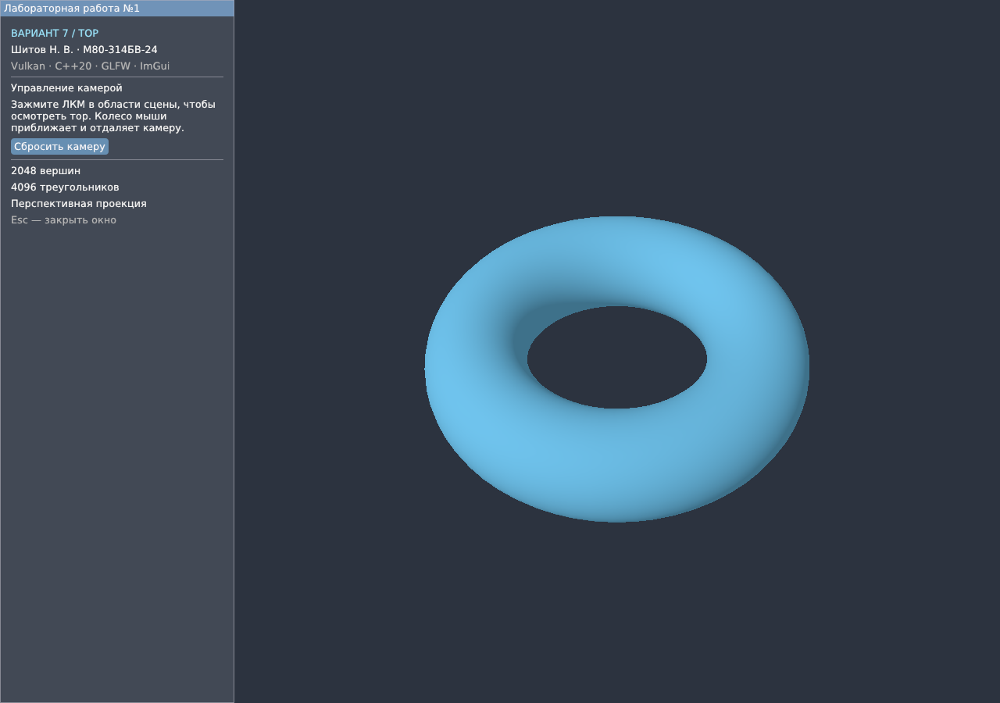 Лабораторная работа №1
ВАРИАНТ 7 / ТОР
Шитов Н. В. · М80-314БВ-24
Vulkan · C++20 · GLFW · ImGui
Управление камерой
Зажмите ЛКМ в области сцены, чтобы
осмотреть тор. Колесо мыши
приближает и отдаляет камеру.
Сбросить камеру
2048 вершин
4096 треугольников
Перспективная проекция
Esc — закрыть окно